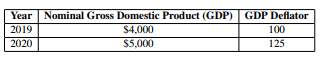 Year Nominal Gross Domestic Product (GDP) GDP Deflator
2019 $4,000 100
2020 $5,000 125